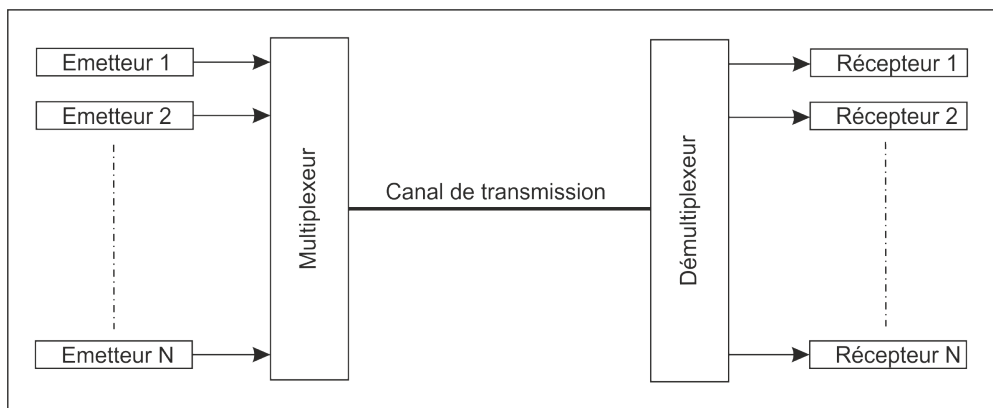 Emetteur 1
Emetteur 2
Emetteur N
Multiplexeur
Canal de transmission
Démultiplexeur
Récepteur 1
Récepteur 2
Récepteur N